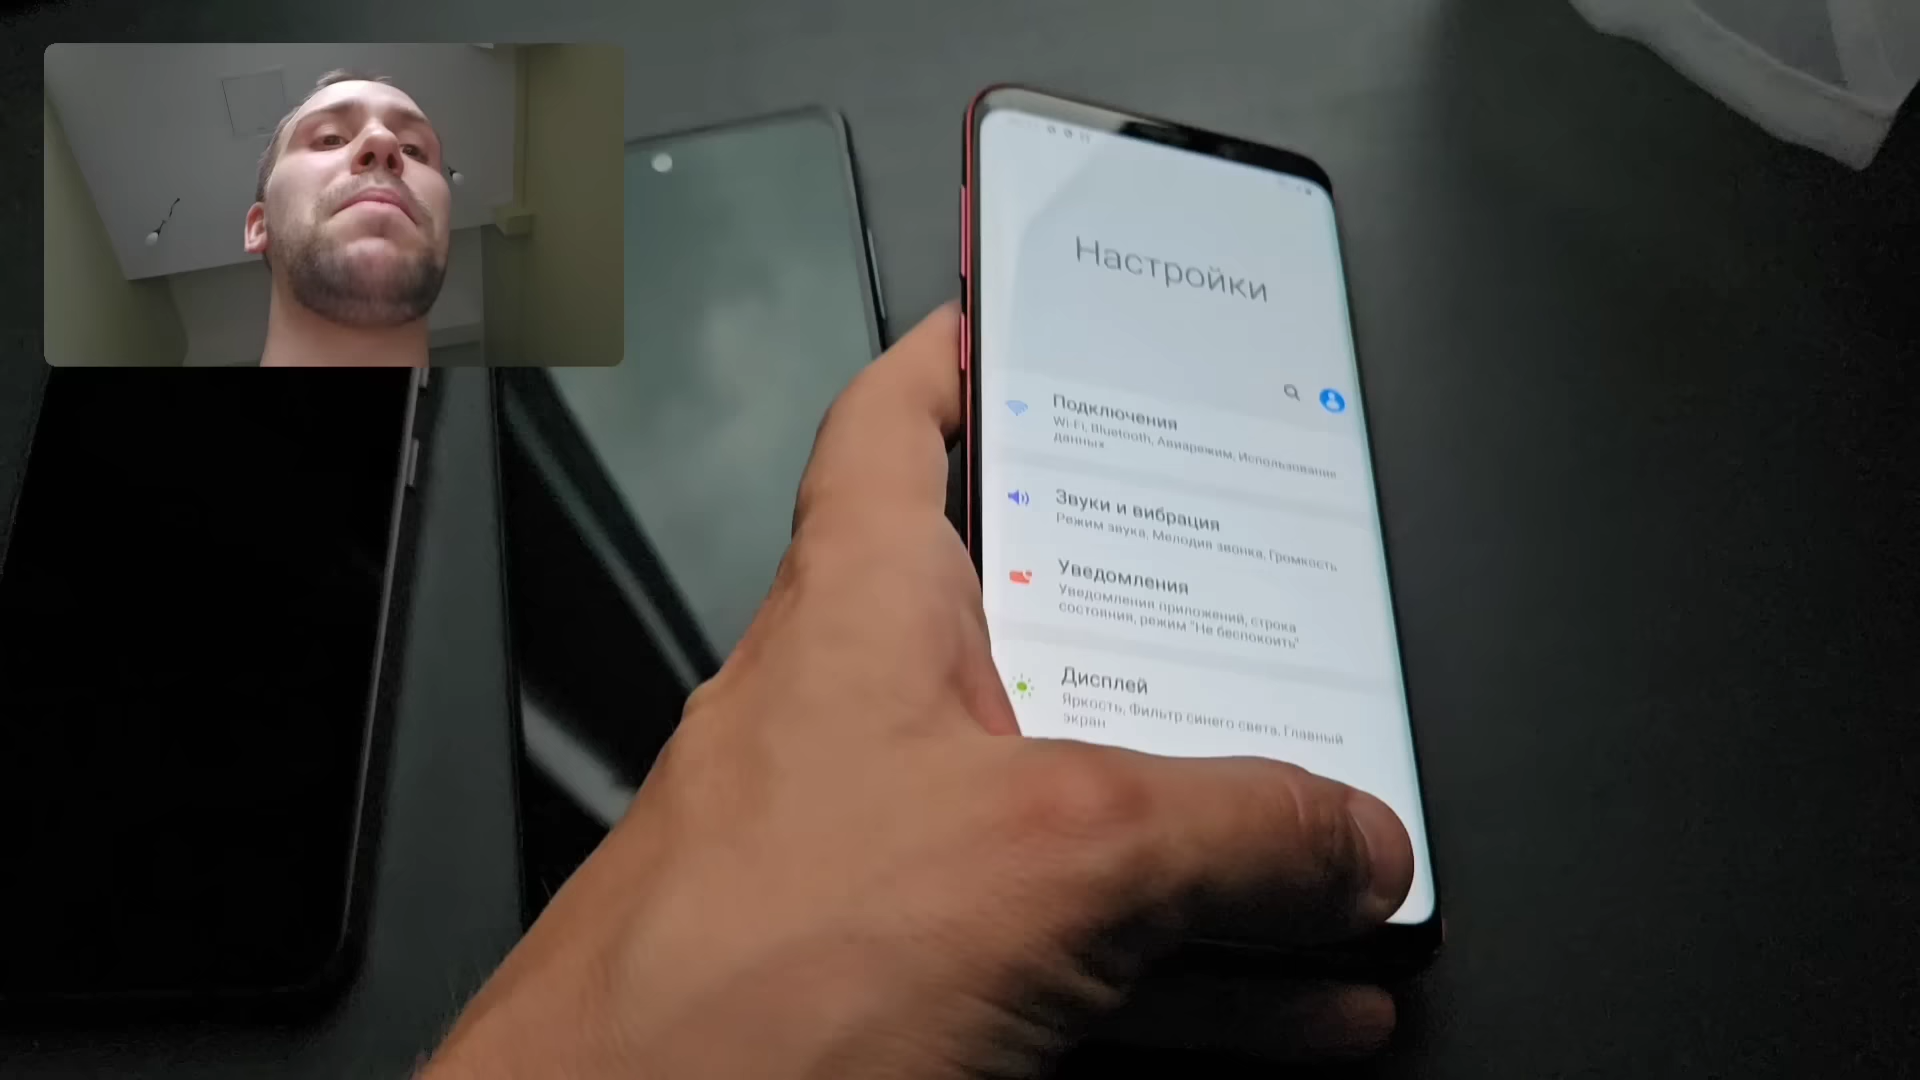 Настройки
Подключения
Wi-Fi, Bluetooth, Авиарежим, Использование
данных
Звуки и вибрация
Режим звука, Мелодия звонка, Громкость
Уведомления
Уведомления приложений, строка
состояния, режим "Не беспокоить"
Дисплей
Яркость, Фильтр синего света, Главный
экран